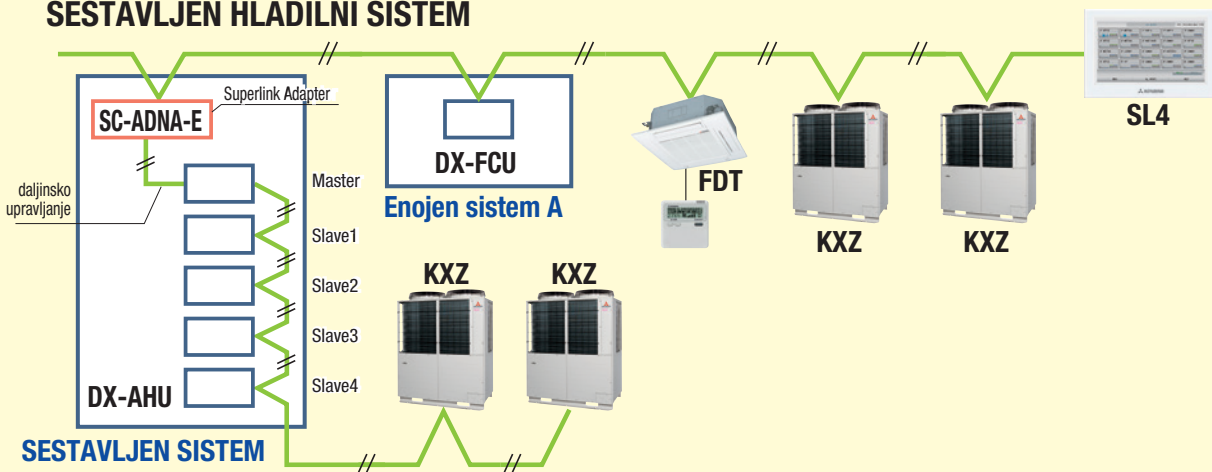 SESTAVLJEN HLADILNI SISTEM
Superlink Adapter
SC-ADNA-E
daljinsko
upravljanje
Master
Slave1
Slave2
Slave3
Slave4
DX-AHU
SESTAVLJEN SISTEM
DX-FCU
Enojen sistem A
FDT
KXZ
KXZ
SL4
KXZ
KXZ